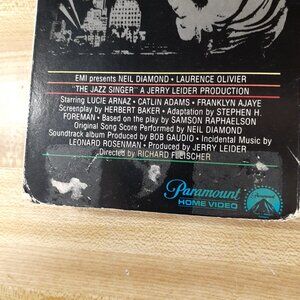 EMI presents NEIL DIAMOND • LAURENCE OLIVIER
"THE JAZZ SINGER" A JERRY LEIDER PRODUCTION
Starring LUCIE ARNAZ • CATLIN ADAMS • FRANKLYN AJAYE
Screenplay by HERBERT BAKER • Adaptation by STEPHEN H.
FOREMAN • Based on the play by SAMSON RAPHAELSON
Original Song Score Performed by NEIL DIAMOND
Soundtrack album Produced by BOB GAUDIO • Incidental Music by
LEONARD ROSENMAN • Produced by JERRY LEIDER
Directed by RICHARD FLEISCHER
Paramount
HOME VIDEO